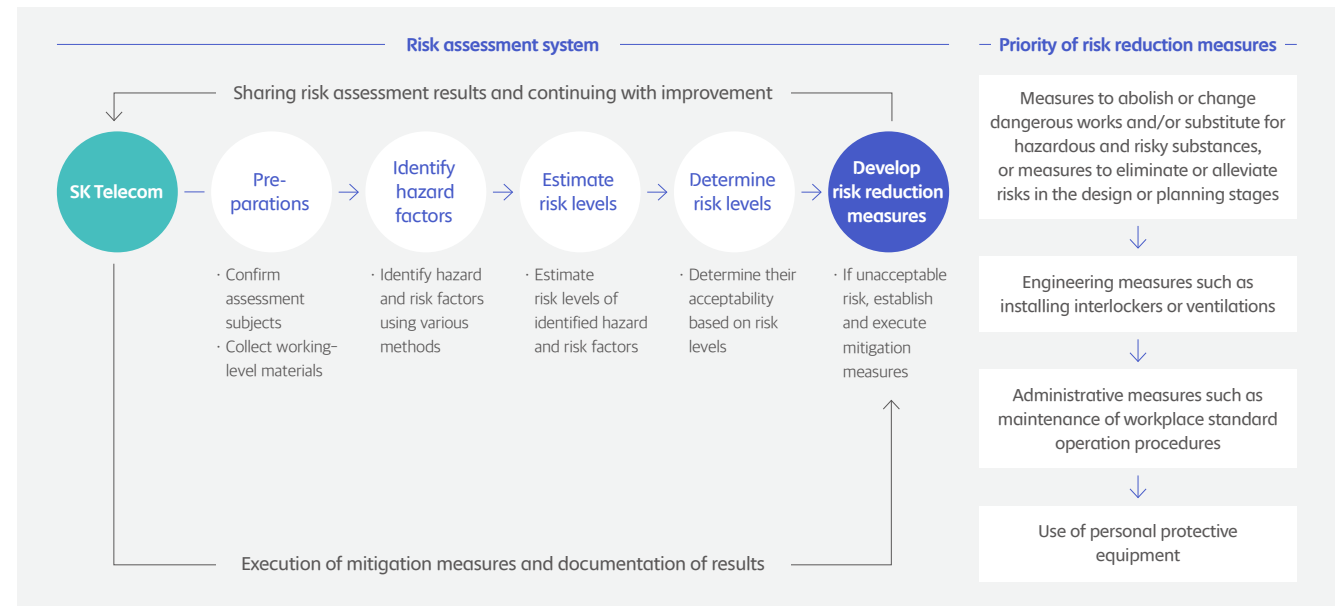 Risk assessment system
Sharing risk assessment results and continuing with improvement
SK Telecom
Pre-
parations
Identify
hazard
factors
Estimate
risk levels
Determine
risk levels
Develop
risk reduction
measures
· Confirm
assessment
subjects
· Collect working-
level materials
· Identify hazard
and risk factors
using various
methods
· Estimate
risk levels of
identified hazard
and risk factors
· Determine their
acceptability
based on risk
levels
· If unacceptable
risk, establish
and execute
mitigation
measures
Execution of mitigation measures and documentation of results
Priority of risk reduction measures
Measures to abolish or change
dangerous works and/or substitute for
hazardous and risky substances,
or measures to eliminate or alleviate
risks in the design or planning stages
Engineering measures such as
installing interlockers or ventilations
Administrative measures such as
maintenance of workplace standard
operation procedures
Use of personal protective
equipment